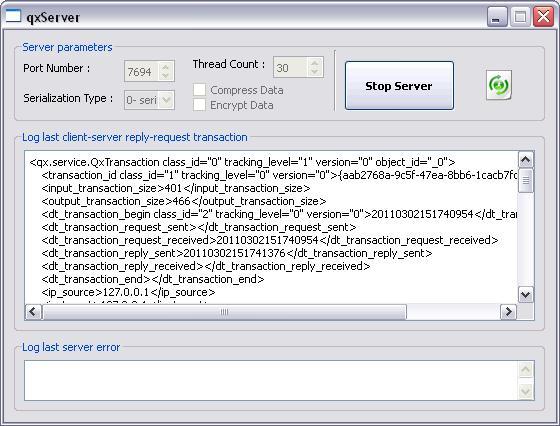 qxServer
Server parameters
Port Number :
7694
Thread Count :
30
Serialization Type :
0- seri
Compress Data
Encrypt Data
Stop Server
Log last client-server reply-request transaction
<qx.service.QxTransaction class_id="0" tracking_level="1" version="0" object_id="_0">
<transaction_id class_id="1" tracking_level="0" version="0">{aab2768a-9c5f-47ea-8bb6-1cacb7fc
<input_transaction_size>401</input_transaction_size>
<output_transaction_size>466</output_transaction_size>
<dt_transaction_begin class_id="2" tracking_level="0" version="0">20110302151740954</dt_tran
<dt_transaction_request_sent></dt_transaction_request_sent>
<dt_transaction_request_received>20110302151740954</dt_transaction_request_received>
<dt_transaction_reply_sent>20110302151741376</dt_transaction_reply_sent>
<dt_transaction_reply_received></dt_transaction_reply_received>
<dt_transaction_end></dt_transaction_end>
<ip_source>127.0.0.1</ip_source>
Log last server error